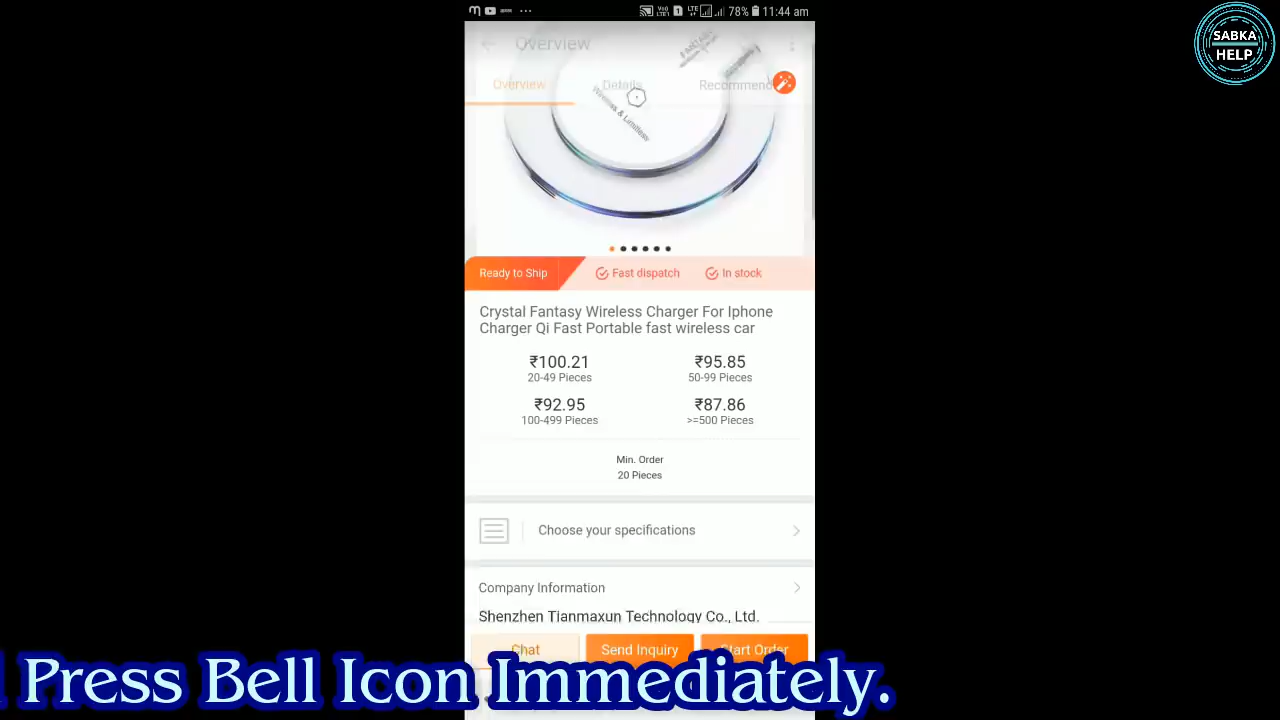 78% 11:44 am
SABKA
HELP
Overview
Overview Details Recommend
Wireless & Limitless
FANTASY
Ready to Ship Fast dispatch In stock
Crystal Fantasy Wireless Charger For Iphone
Charger Qi Fast Portable fast wireless car
₹100.21 ₹95.85
20-49 Pieces 50-99 Pieces
₹92.95 ₹87.86
100-499 Pieces >=500 Pieces
Min. Order
20 Pieces
Choose your specifications
Company Information
Shenzhen Tianmaxun Technology Co., Ltd.
Chat Send Inquiry Start Order
Press Bell Icon Immediately.